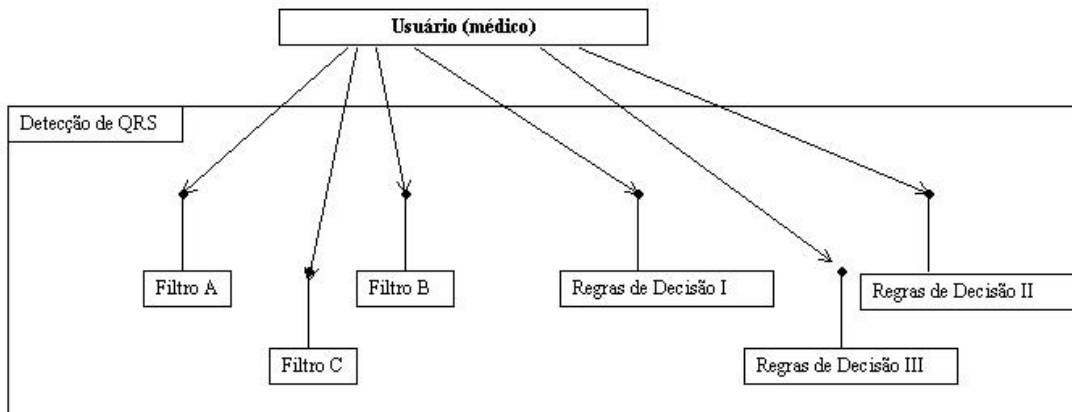 Usuário (médico)
Detecção de QRS
Filtro A
Filtro B
Regras de Decisão I
Regras de Decisão II
Filtro C
Regras de Decisão III